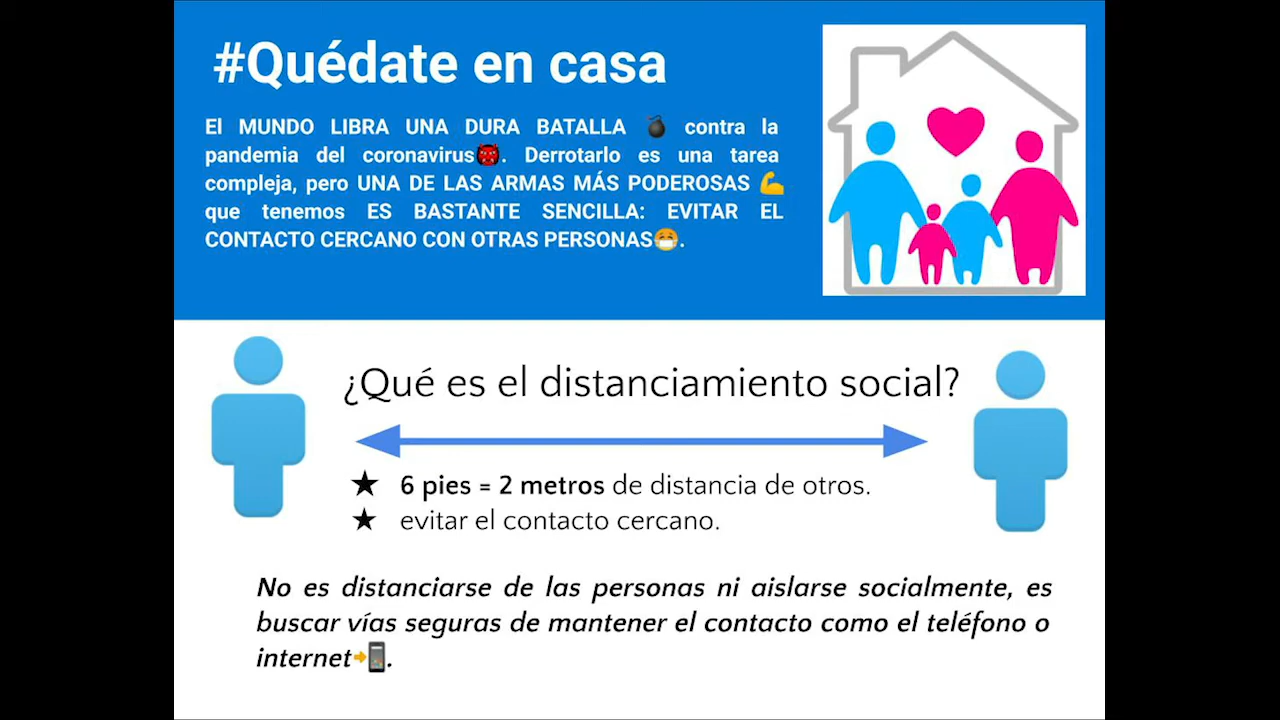 #Quédate en casa
El MUNDO LIBRA UNA DURA BATALLA 💣 contra la
pandemia del coronavirus👹. Derrotarlo es una tarea
compleja, pero UNA DE LAS ARMAS MÁS PODEROSAS 💪
que tenemos ES BASTANTE SENCILLA: EVITAR EL
CONTACTO CERCANO CON OTRAS PERSONAS😷.
¿Qué es el distanciamiento social?
★ 6 pies = 2 metros de distancia de otros.
★ evitar el contacto cercano.
No es distanciarse de las personas ni aislarse socialmente, es
buscar vías seguras de mantener el contacto como el teléfono o
internet📲.